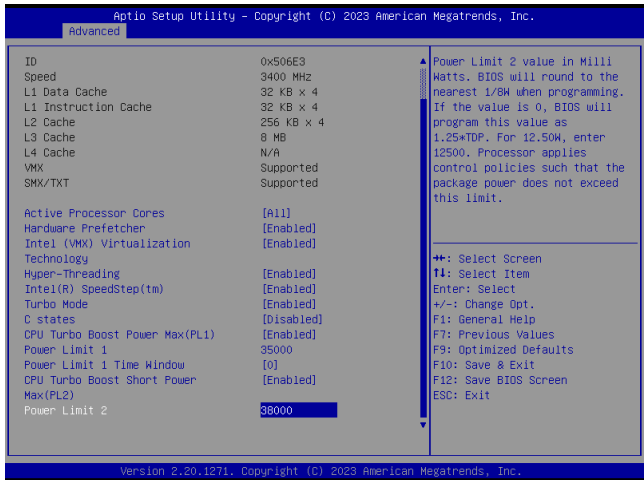 Aptio Setup Utility – Copyright (C) 2023 American Megatrends, Inc.
Advanced
ID 0x506E3
Speed 3400 MHz
L1 Data Cache 32 KB x 4
L1 Instruction Cache 32 KB x 4
L2 Cache 256 KB x 4
L3 Cache 8 MB
L4 Cache N/A
VMX Supported
SMX/TXT Supported
Active Processor Cores [All]
Hardware Prefetcher [Enabled]
Intel (VMX) Virtualization [Enabled]
Technology
Hyper-Threading [Enabled]
Intel(R) SpeedStep(tm) [Enabled]
Turbo Mode [Enabled]
C states [Disabled]
CPU Turbo Boost Power Max(PL1) [Enabled]
Power Limit 1 35000
Power Limit 1 Time Window [0]
CPU Turbo Boost Short Power [Enabled]
Max(PL2)
Power Limit 2 38000
Power Limit 2 value in Milli
Watts. BIOS will round to the
nearest 1/8W when programming.
If the value is 0, BIOS will
program this value as
1.25*TDP. For 12.50W, enter
12500. Processor applies
control policies such that the
package power does not exceed
this limit.
→←: Select Screen
↑↓: Select Item
Enter: Select
+/-: Change Opt.
F1: General Help
F7: Previous Values
F9: Optimized Defaults
F10: Save & Exit
F12: Save BIOS Screen
ESC: Exit
Version 2.20.1271. Copyright (C) 2023 American Megatrends, Inc.